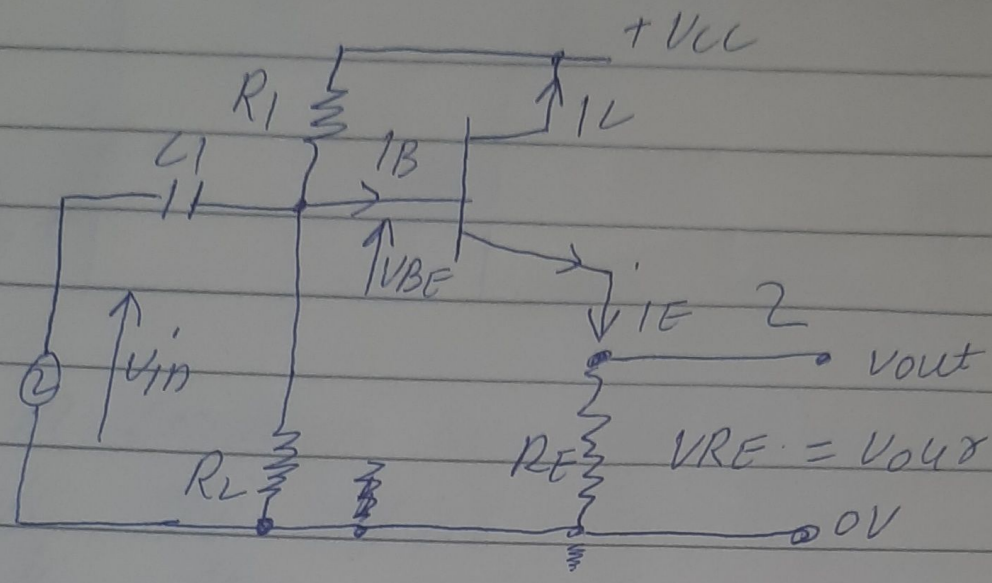 +VCC
R1
IC
C1
IB
VBE
Vin
IE
2
Vout
R2
RE
VRE = Vour
0V